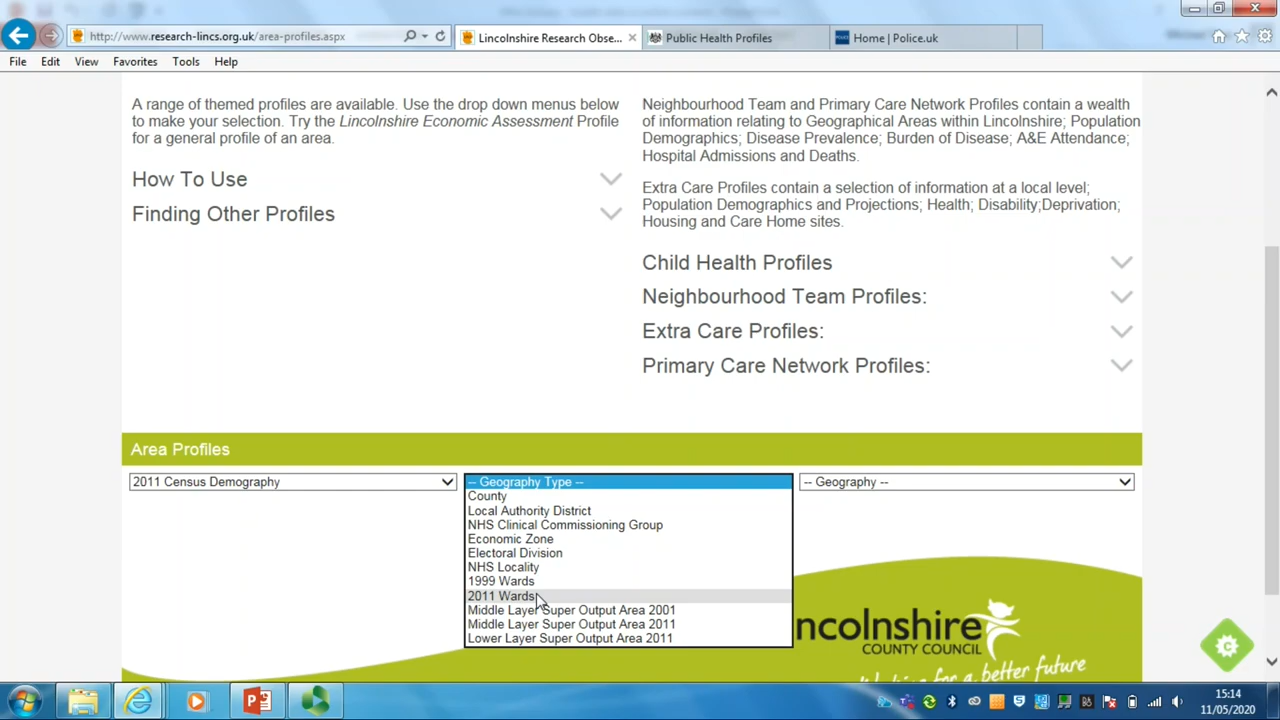 http://www.research-lincs.org.uk/area-profiles.aspx
Lincolnshire Research Obse...
Public Health Profiles
Home | Police.uk
File Edit View Favorites Tools Help
A range of themed profiles are available. Use the drop down menus below
to make your selection. Try the Lincolnshire Economic Assessment Profile
for a general profile of an area.
How To Use
Finding Other Profiles
Neighbourhood Team and Primary Care Network Profiles contain a wealth
of information relating to Geographical Areas within Lincolnshire; Population
Demographics; Disease Prevalence; Burden of Disease; A&E Attendance;
Hospital Admissions and Deaths.
Extra Care Profiles contain a selection of information at a local level;
Population Demographics and Projections; Health; Disability;Deprivation;
Housing and Care Home sites.
Child Health Profiles
Neighbourhood Team Profiles:
Extra Care Profiles:
Primary Care Network Profiles:
Area Profiles
2011 Census Demography
-- Geography Type --
County
Local Authority District
NHS Clinical Commissioning Group
Economic Zone
Electoral Division
NHS Locality
1999 Wards
2011 Wards
Middle Layer Super Output Area 2001
Middle Layer Super Output Area 2011
Lower Layer Super Output Area 2011
-- Geography --
ncolnshire
COUNTY COUNCIL
for a better future
15:14
11/05/2020